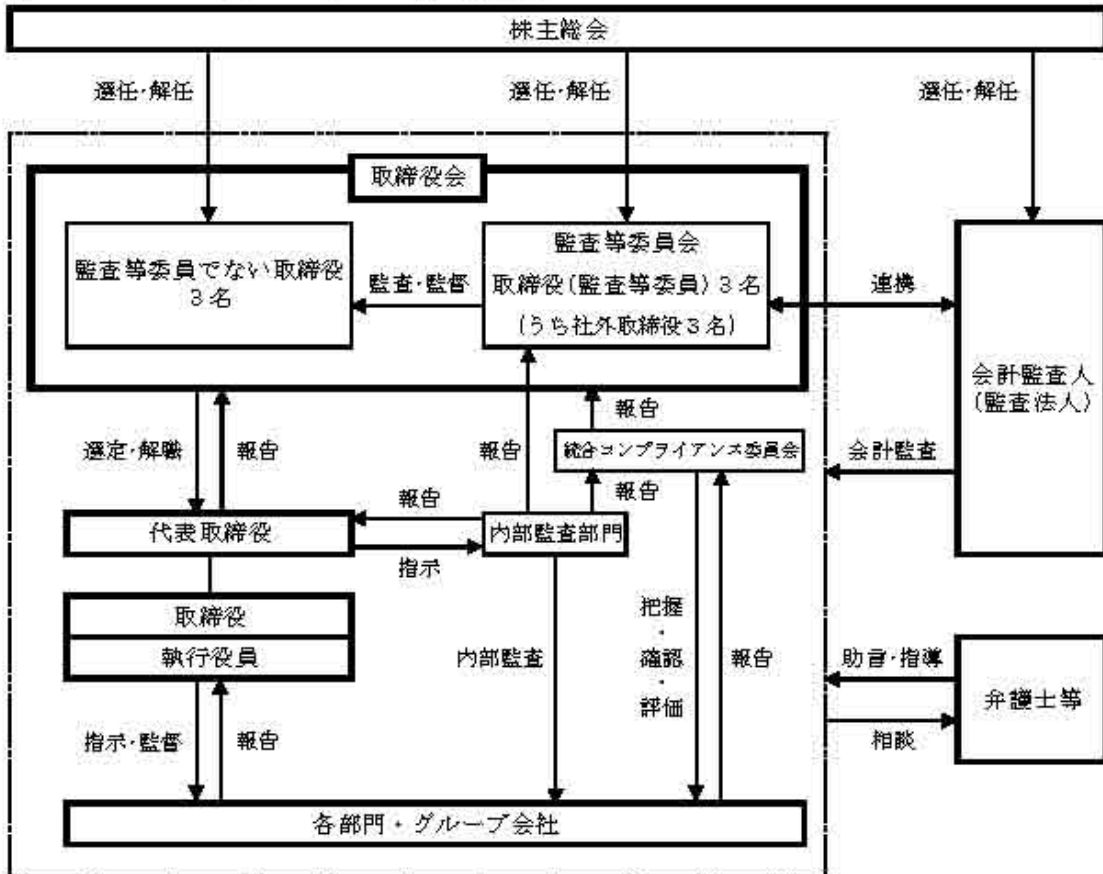 株主総会
選任・解任
選任・解任
選任・解任
取締役会
監査等委員でない取締役
3名
監査・監督
監査等委員会
取締役(監査等委員)3名
(うち社外取締役3名)
連携
会計監査人
(監査法人)
選定・解職
報告
報告
報告
統合コンプライアンス委員会
会計監査
報告
報告
代表取締役
内部監査部門
指示
取締役
執行役員
内部監査
把握
・
確認
・
評価
報告
助言・指導
弁護士等
相談
指示・監督
報告
各部門・グループ会社